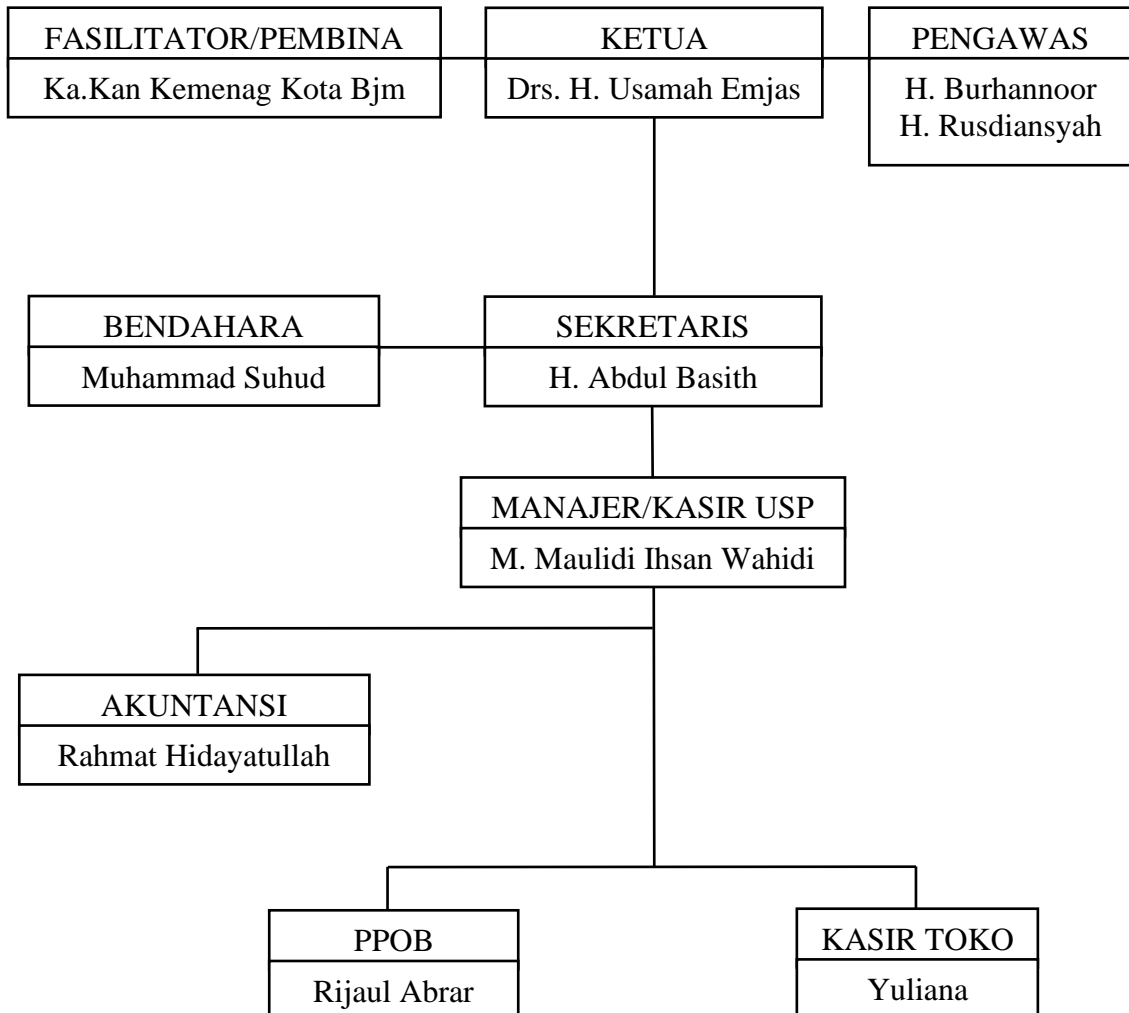 FASILITATOR/PEMBINA
Ka.Kan Kemenag Kota Bjm
KETUA
Drs. H. Usamah Emjas
PENGAWAS
H. Burhannoor
H. Rusdiansyah
BENDAHARA
Muhammad Suhud
SEKRETARIS
H. Abdul Basith
MANAJER/KASIR USP
M. Maulidi Ihsan Wahidi
AKUNTANSI
Rahmat Hidayatullah
PPOB
Rijaul Abrar
KASIR TOKO
Yuliana